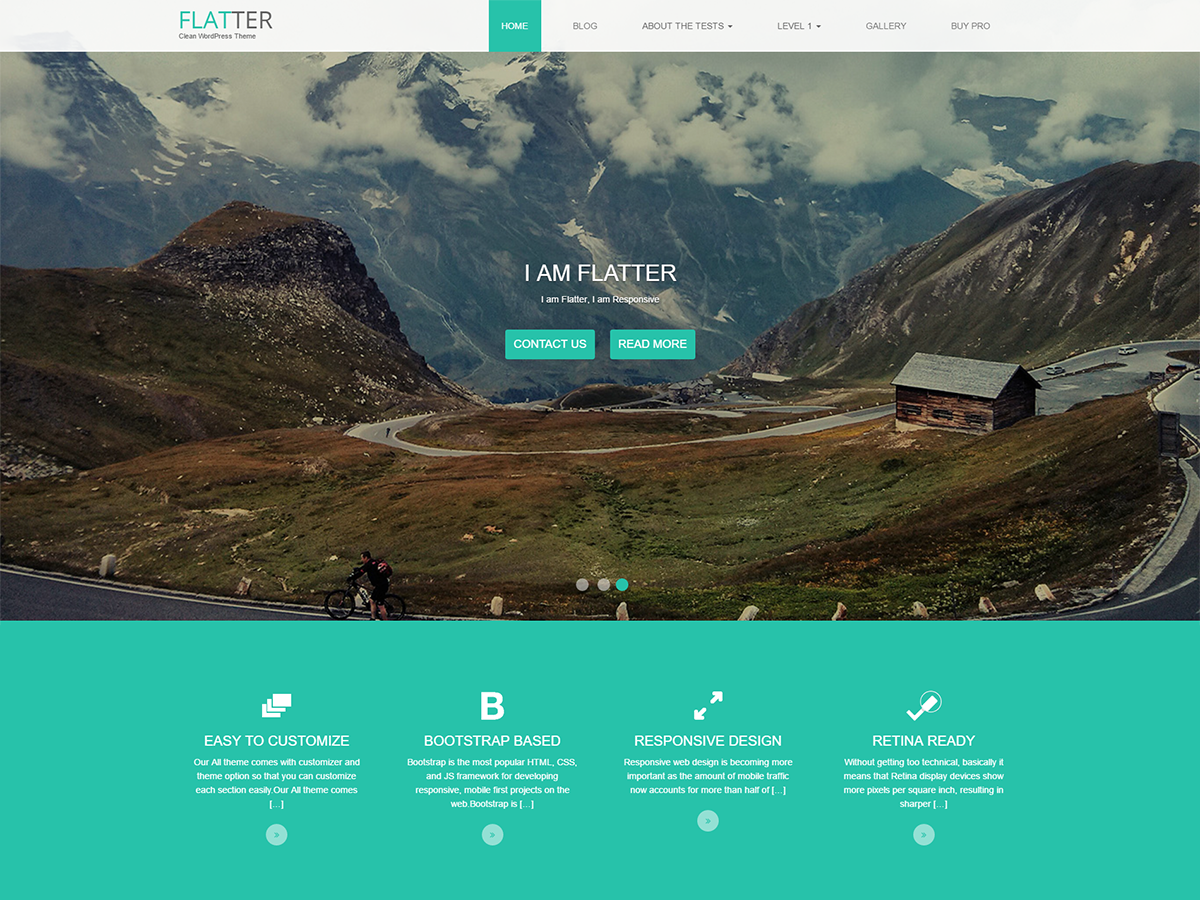 FLATTER
Clean WordPress Theme
HOME
BLOG
ABOUT THE TESTS
LEVEL 1
GALLERY
BUY PRO
I AM FLATTER
I am Flatter, I am Responsive
CONTACT US
READ MORE
B
EASY TO CUSTOMIZE
Our All theme comes with customizer and
theme option so that you can customize
each section easily.Our All theme comes
[...]
»
BOOTSTRAP BASED
Bootstrap is the most popular HTML, CSS,
and JS framework for developing
responsive, mobile first projects on the
web.Bootstrap is [...]
»
RESPONSIVE DESIGN
Responsive web design is becoming more
important as the amount of mobile traffic
now accounts for more than half of [...]
»
RETINA READY
Without getting too technical, basically it
means that Retina display devices show
more pixels per square inch, resulting in
sharper [...]
»